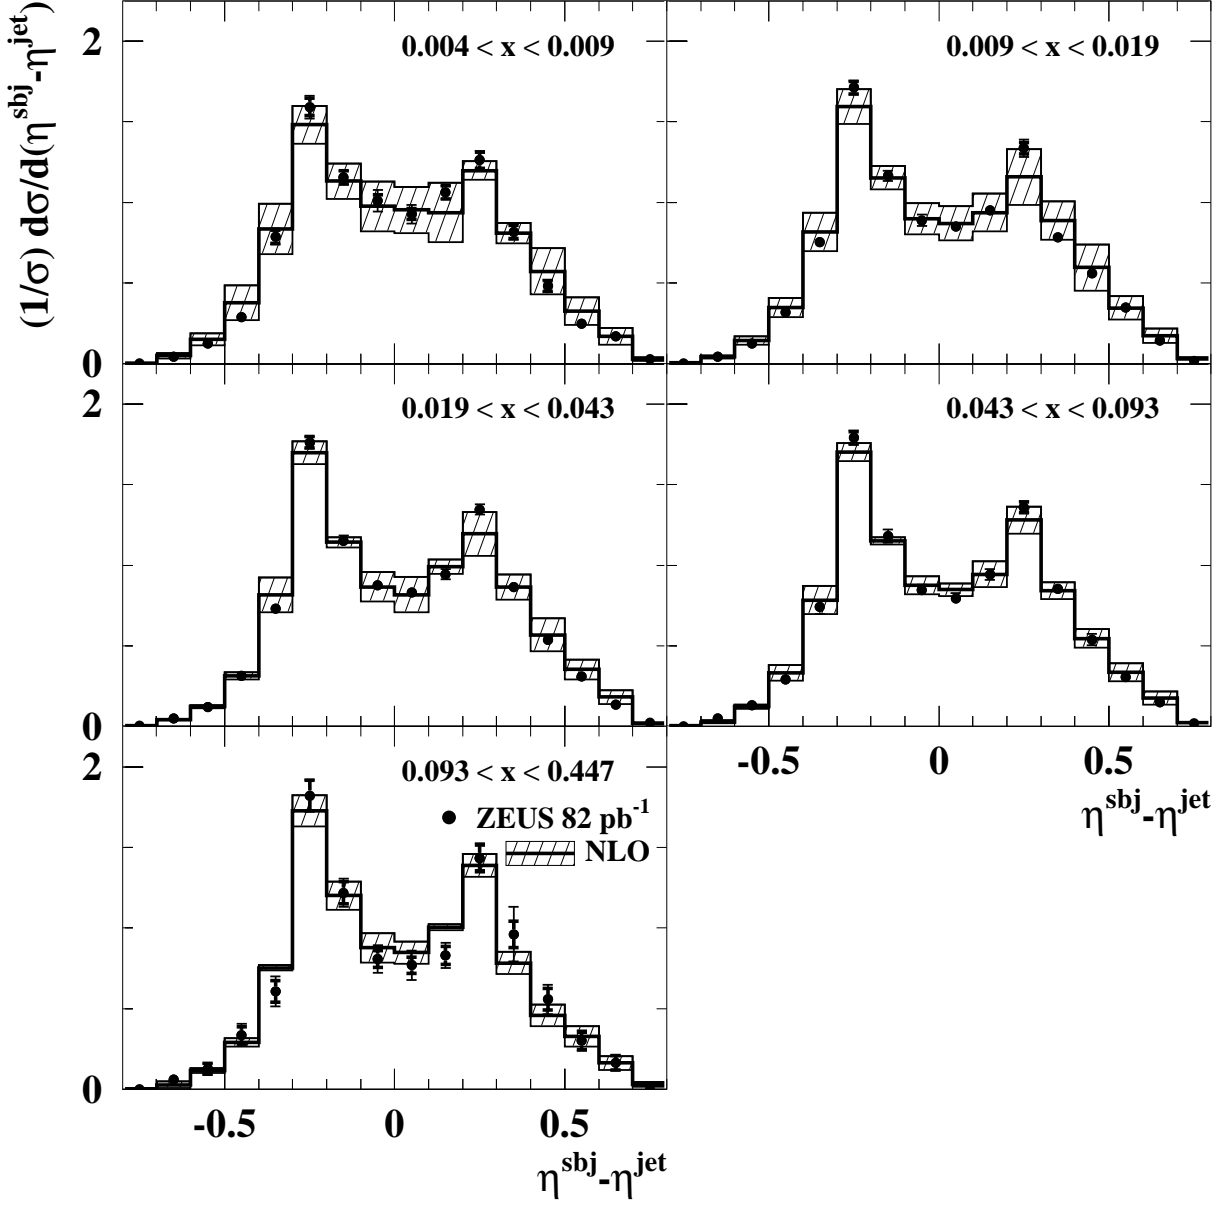 (1/σ) dσ/d(η^sbj-η^jet)
2
0.004 < x < 0.009
0.009 < x < 0.019
0
2
0.019 < x < 0.043
0.043 < x < 0.093
0
-0.5 0 0.5
η^sbj-η^jet
2
0.093 < x < 0.447
ZEUS 82 pb^-1
NLO
0
-0.5 0 0.5
η^sbj-η^jet